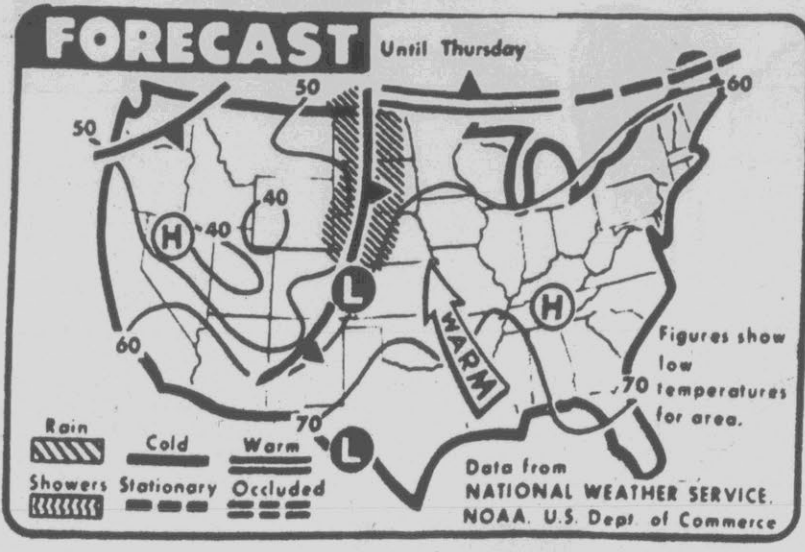 FORECAST
Until Thursday
50
60
50
40
H
40
L
H
WARM
60
Figures show
low
70 temperatures
for area.
70
L
Rain
Cold
Warm
Showers
Stationary
Occluded
Data from
NATIONAL WEATHER SERVICE,
NOAA, U.S. Dept. of Commerce